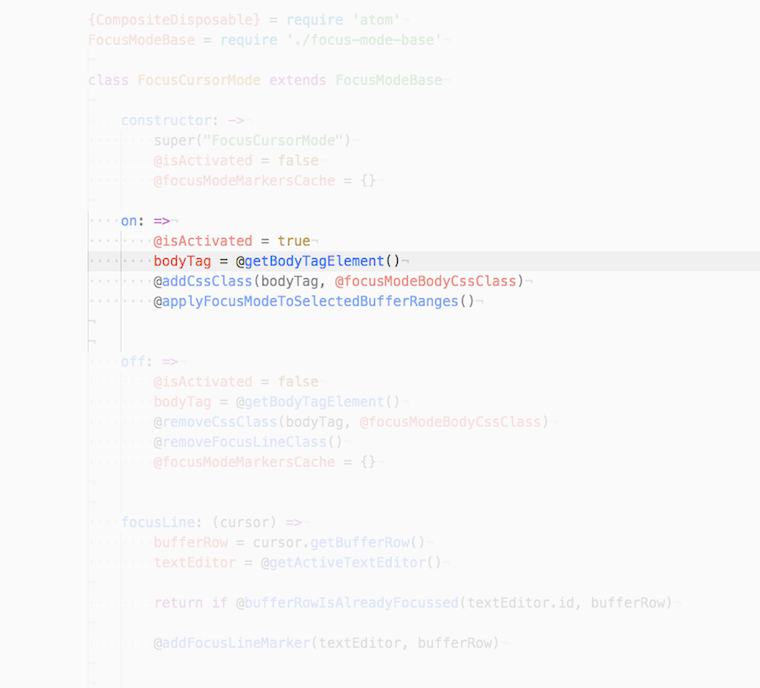 {CompositeDisposable} = require 'atom'
FocusModeBase = require './focus-mode-base'
class FocusCursorMode extends FocusModeBase
constructor: ->
super("FocusCursorMode")
@isActivated = false
@focusModeMarkersCache = {}
on: =>
@isActivated = true
bodyTag = @getBodyTagElement()
@addCssClass(bodyTag, @focusModeBodyCssClass)
@applyFocusModeToSelectedBufferRanges()
off: =>
@isActivated = false
bodyTag = @getBodyTagElement()
@removeCssClass(bodyTag, @focusModeBodyCssClass)
@removeFocusLineClass()
@focusModeMarkersCache = {}
focusLine: (cursor) =>
bufferRow = cursor.getBufferRow()
textEditor = @getActiveTextEditor()
return if @bufferRowIsAlreadyFocussed(textEditor.id, bufferRow)
@addFocusLineMarker(textEditor, bufferRow)